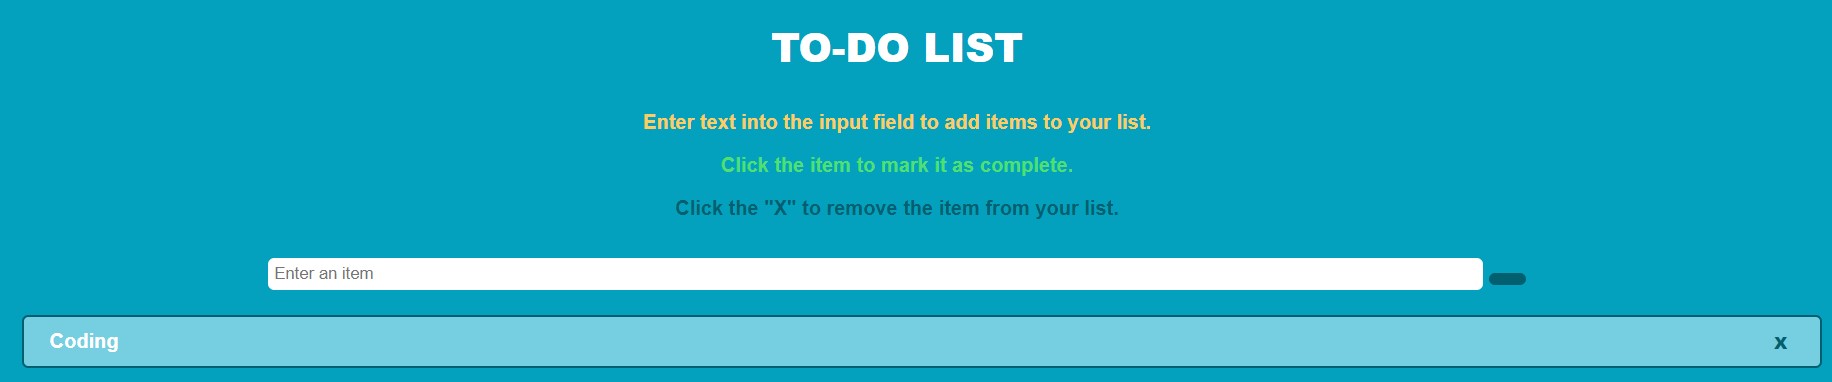 TO-DO LIST
Enter text into the input field to add items to your list.
Click the item to mark it as complete.
Click the "X" to remove the item from your list.
Enter an item
Coding x